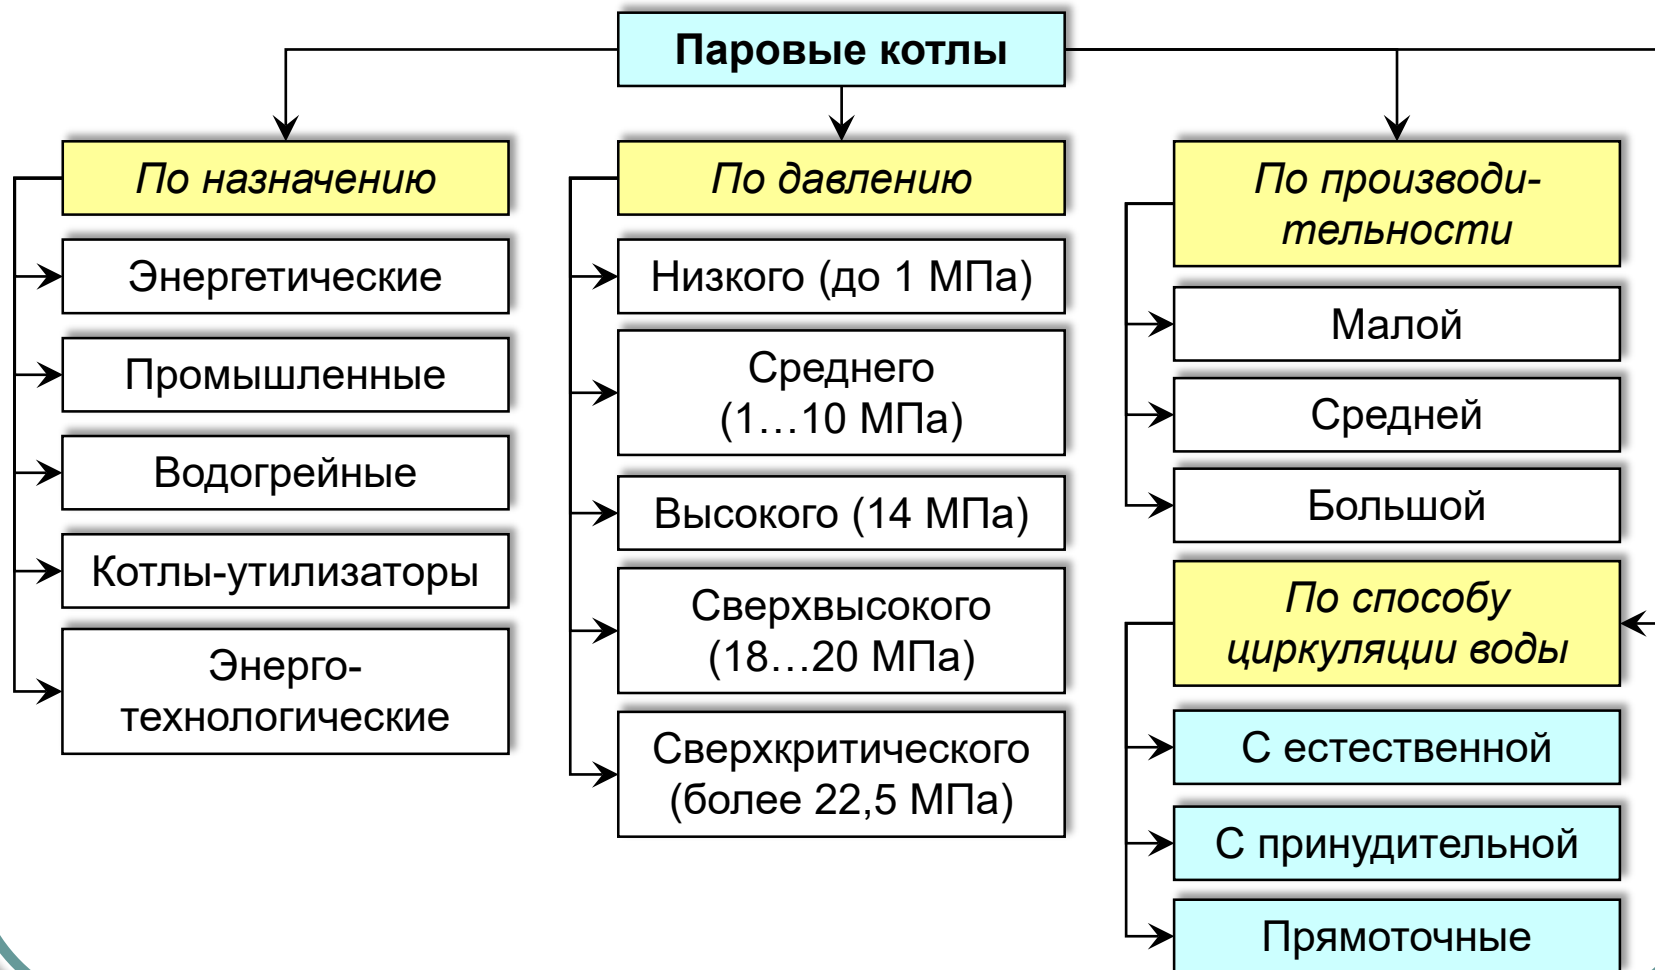 Паровые котлы
По назначению
Энергетические
Промышленные
Водогрейные
Котлы-утилизаторы
Энерго-
технологические
По давлению
Низкого (до 1 МПа)
Среднего
(1…10 МПа)
Высокого (14 МПа)
Сверхвысокого
(18…20 МПа)
Сверхкритического
(более 22,5 МПа)
По производи-
тельности
Малой
Средней
Большой
По способу
циркуляции воды
С естественной
С принудительной
Прямоточные